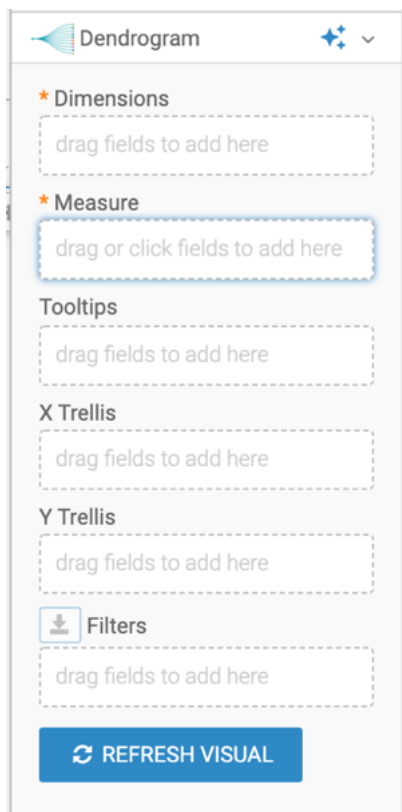 Dendrogram
* Dimensions
drag fields to add here
* Measure
drag or click fields to add here
Tooltips
drag fields to add here
X Trellis
drag fields to add here
Y Trellis
drag fields to add here
Filters
drag fields to add here
REFRESH VISUAL